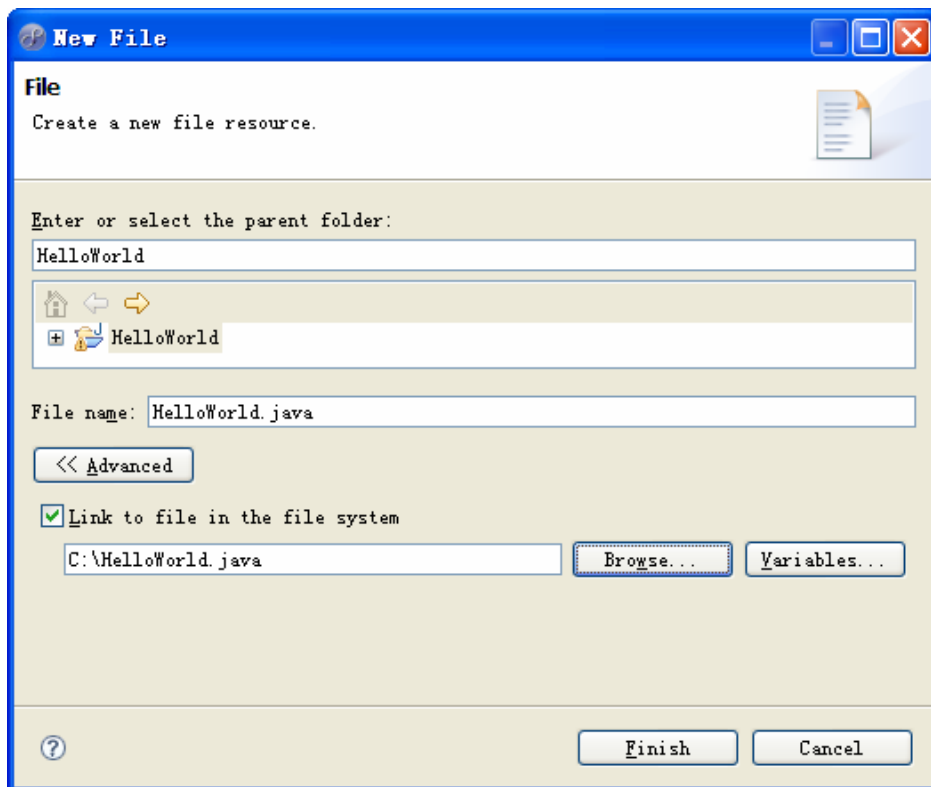 New File
File
Create a new file resource.
Enter or select the parent folder:
HelloWorld
HelloWorld
File name: HelloWorld.java
<< Advanced
Link to file in the file system
C:\HelloWorld.java Browse... Variables...
? Finish Cancel